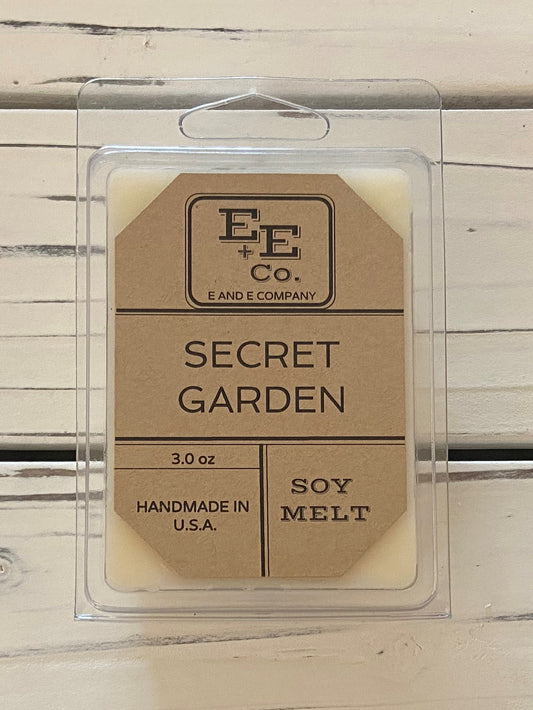 E+E
Co.
E AND E COMPANY
SECRET
GARDEN
3.0 oz
HANDMADE IN
U.S.A.
SOY
MELT